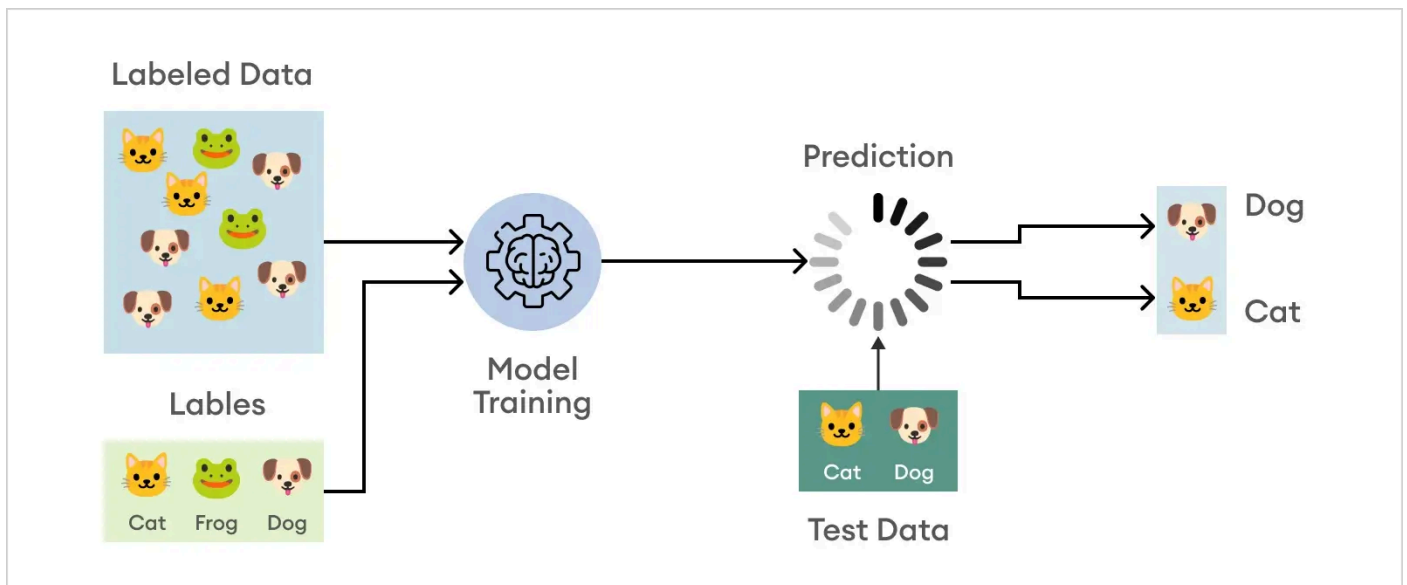 Labeled Data
Lables
Cat Frog Dog
Model
Training
Prediction
Cat Dog
Test Data
Dog
Cat